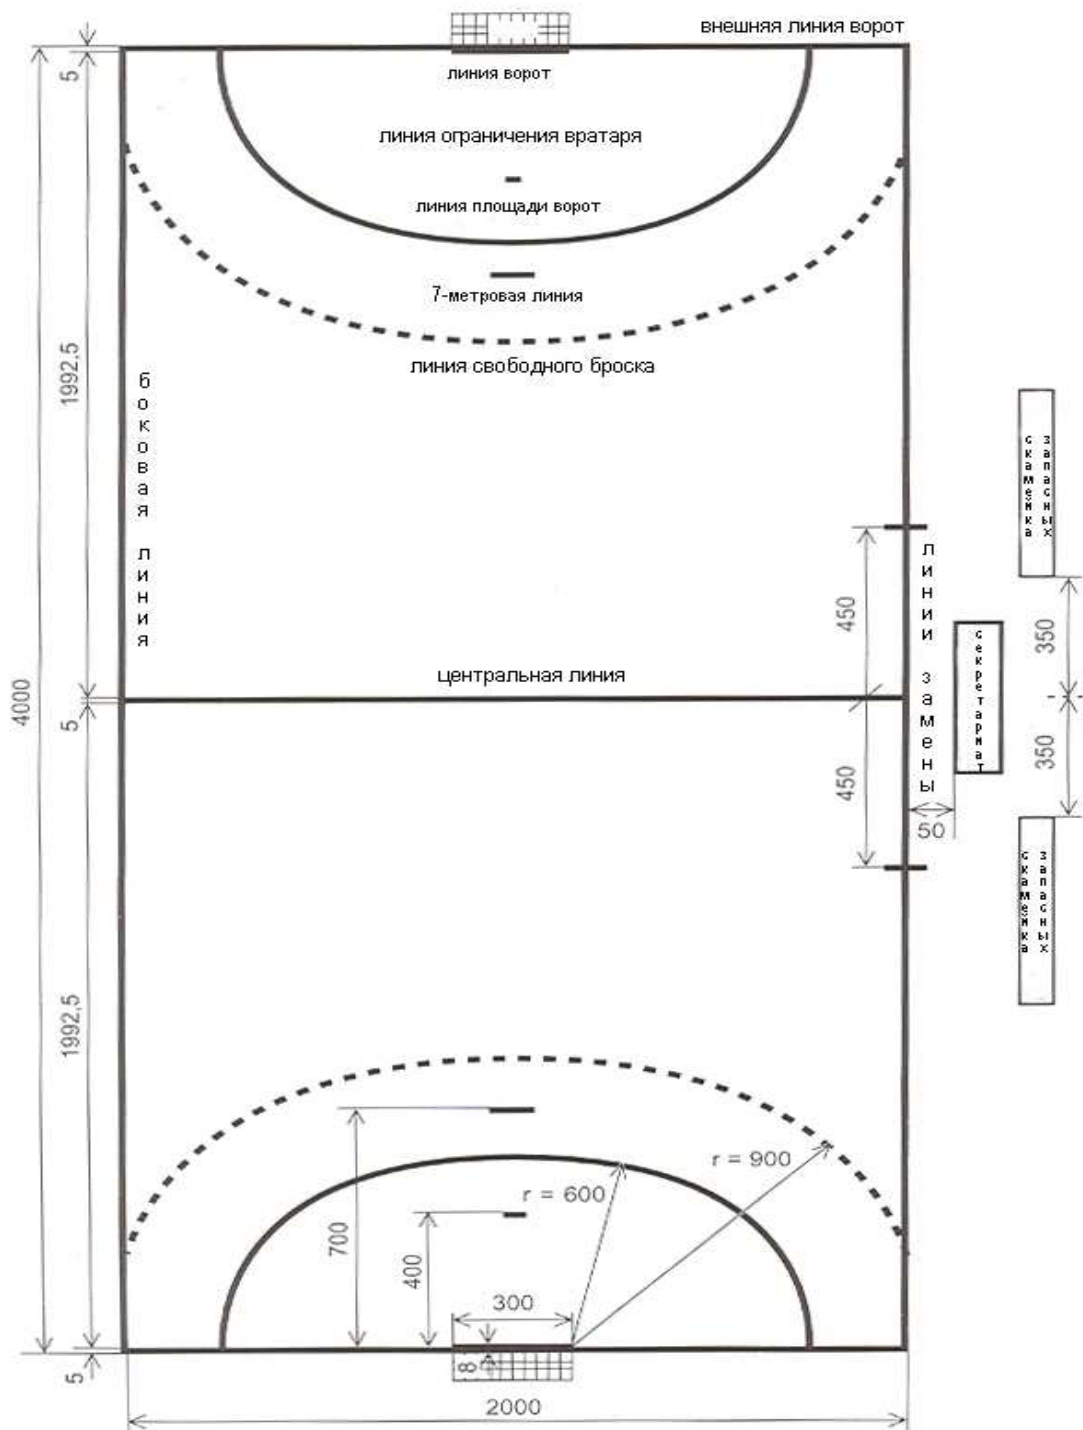 внешняя линия ворот
5
линия ворот
линия ограничения вратаря
линия площади ворот
7-метровая линия
линия свободного броска
1992,5
боковая линия
скамейка
запасных
450
линии замены
350
секретариат
центральная линия
4000
5
350
450
50
скамейка
запасных
1992,5
r = 900
r = 600
700
400
300
8
5
2000